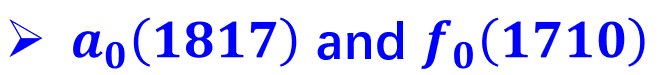 ➢ a₀(1817) and f₀(1710)